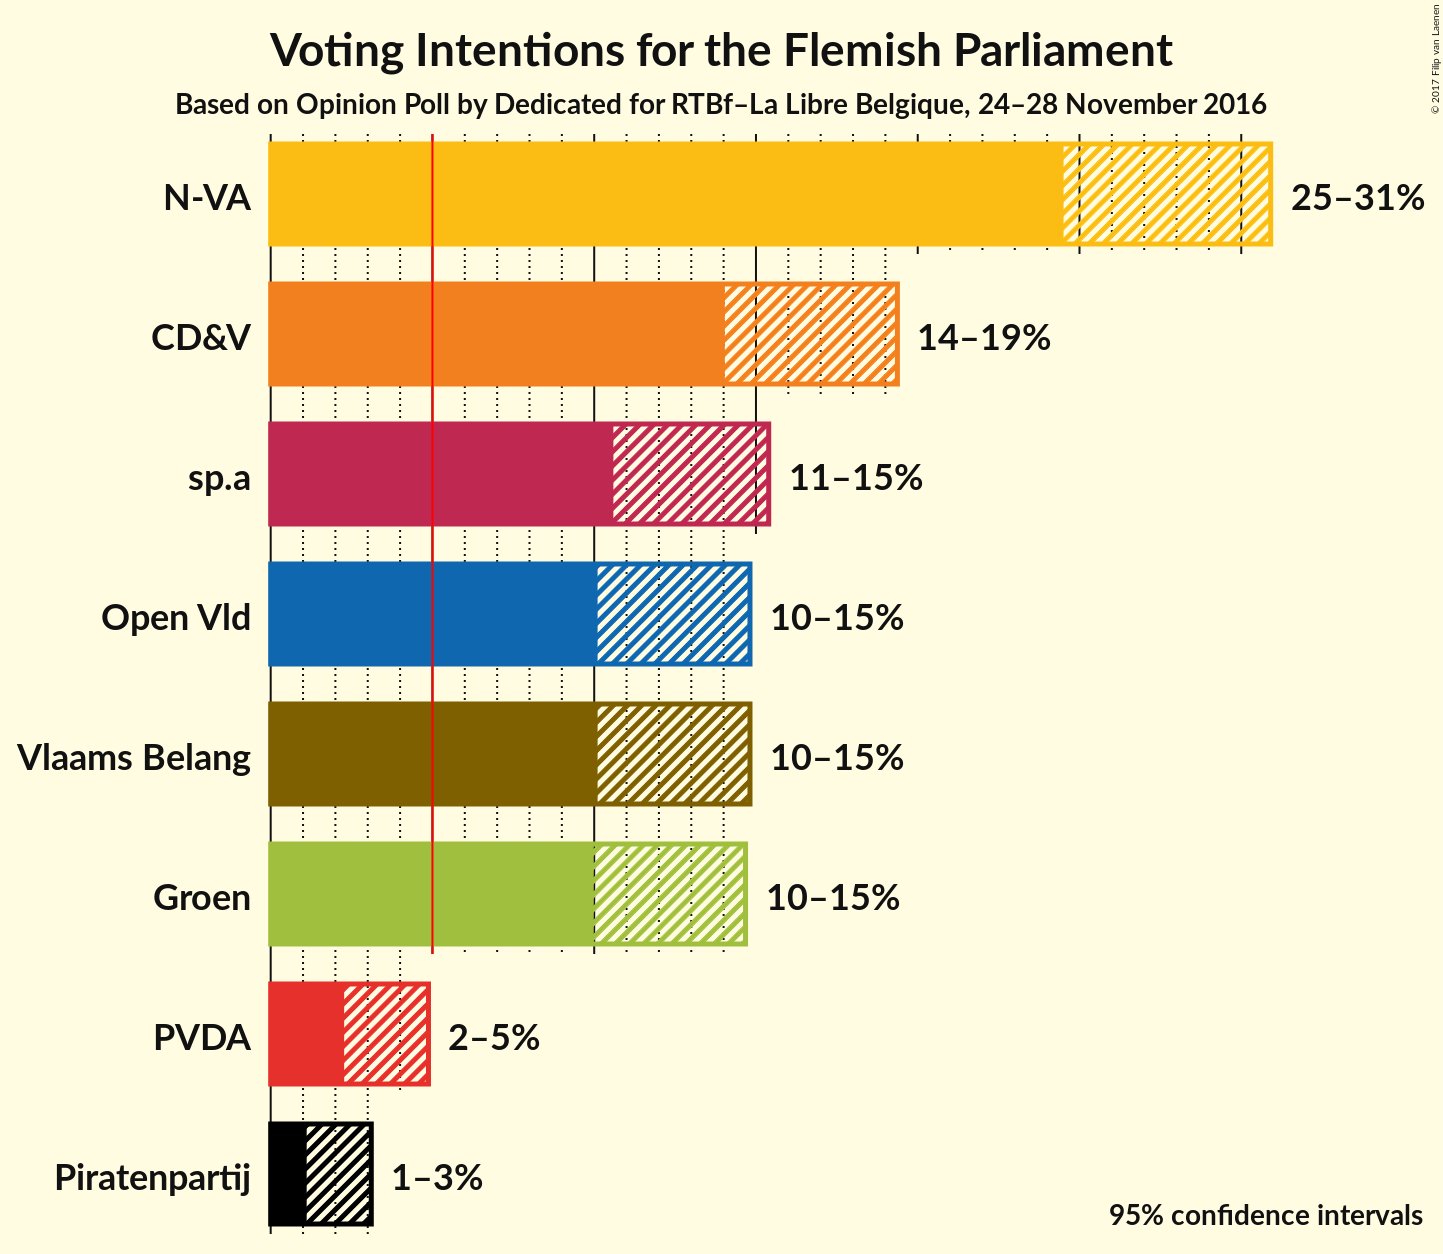 Voting Intentions for the Flemish Parliament
Based on Opinion Poll by Dedicated for RTBf–La Libre Belgique, 24–28 November 2016
© 2017 Filip van Laenen
N-VA 25–31%
CD&V 14–19%
sp.a 11–15%
Open Vld 10–15%
Vlaams Belang 10–15%
Groen 10–15%
PVDA 2–5%
Piratenpartij 1–3%
95% confidence intervals